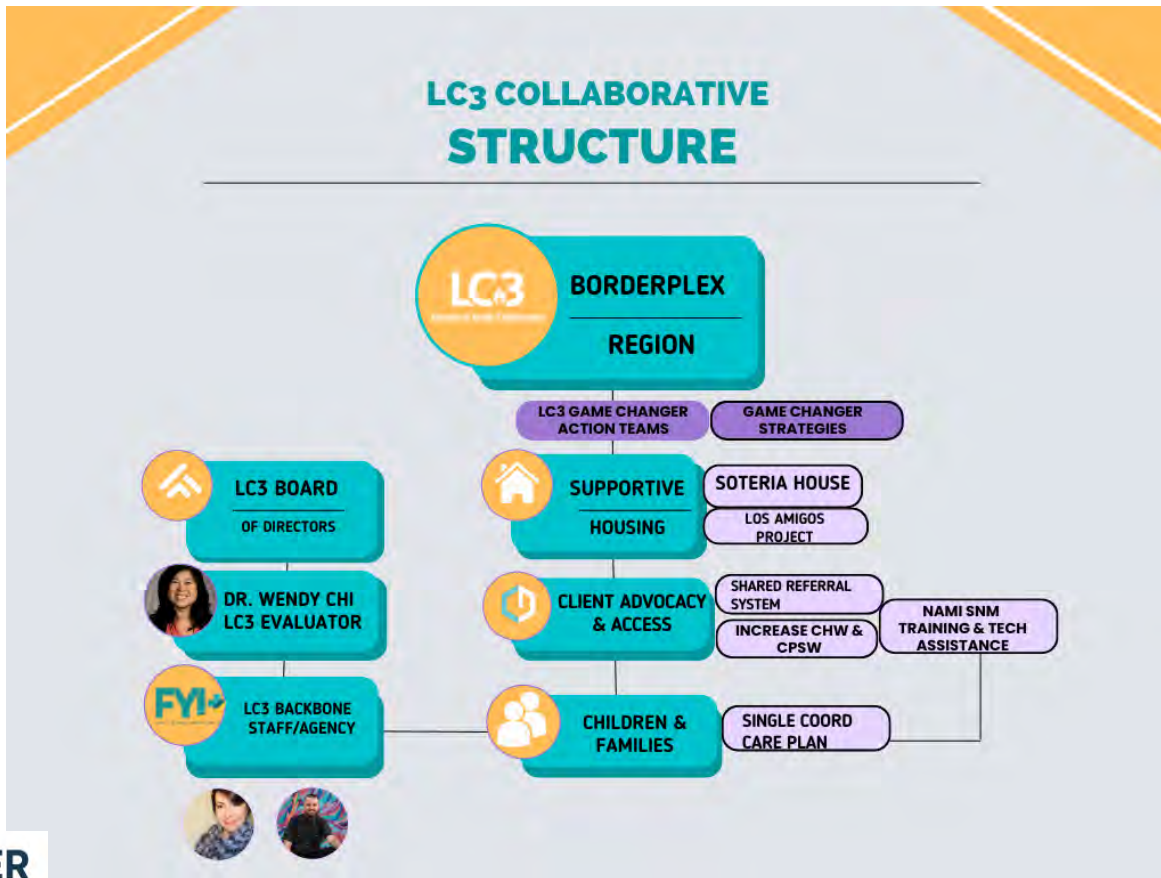 LC3 COLLABORATIVE
STRUCTURE
LC3
BORDERPLEX
REGION
LC3 GAME CHANGER
ACTION TEAMS
GAME CHANGER
STRATEGIES
LC3 BOARD
OF DIRECTORS
SUPPORTIVE
HOUSING
SOTERIA HOUSE
LOS AMIGOS
PROJECT
DR. WENDY CHI
LC3 EVALUATOR
CLIENT ADVOCACY
& ACCESS
SHARED REFERRAL
SYSTEM
INCREASE CHW &
CPSW
NAMI SNM
TRAINING & TECH
ASSISTANCE
FYI+
LC3 BACKBONE
STAFF/AGENCY
CHILDREN &
FAMILIES
SINGLE COORD
CARE PLAN
ER